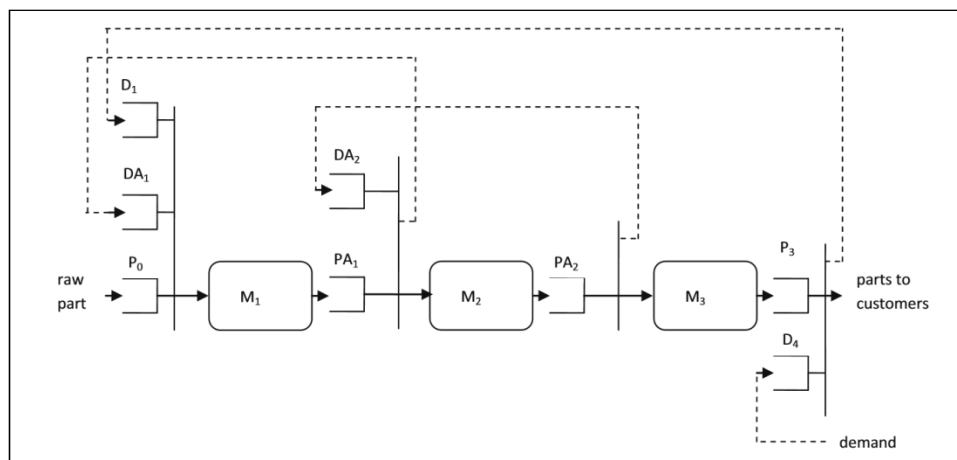 D₁
DA₁
DA₂
P₀
PA₁
PA₂
P₃
raw
part
M₁
M₂
M₃
parts to
customers
D₄
demand